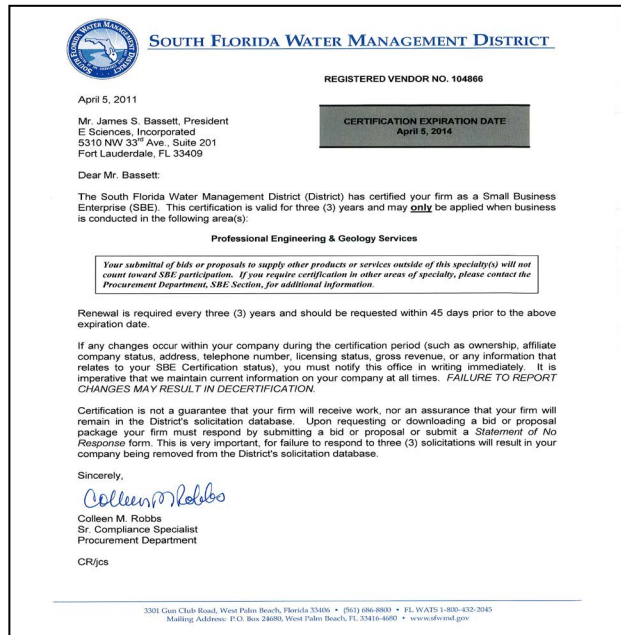 SOUTH FLORIDA WATER MANAGEMENT DISTRICT
REGISTERED VENDOR NO. 104866
April 5, 2011
CERTIFICATION EXPIRATION DATE
April 5, 2014
Mr. James S. Bassett, President
E Sciences, Incorporated
5310 NW 33rd Ave., Suite 201
Fort Lauderdale, FL 33409
Dear Mr. Bassett:
The South Florida Water Management District (District) has certified your firm as a Small Business
Enterprise (SBE). This certification is valid for three (3) years and may only be applied when business
is conducted in the following area(s):
Professional Engineering & Geology Services
Your submittal of bids or proposals to supply other products or services outside of this specialty(s) will not
count toward SBE participation. If you require certification in other areas of specialty, please contact the
Procurement Department, SBE Section, for additional information.
Renewal is required every three (3) years and should be requested within 45 days prior to the above
expiration date.
If any changes occur within your company during the certification period (such as ownership, affiliate
company status, address, telephone number, licensing status, gross revenue, or any information that
relates to your SBE Certification status), you must notify this office in writing immediately. It is
imperative that we maintain current information on your company at all times. FAILURE TO REPORT
CHANGES MAY RESULT IN DECERTIFICATION.
Certification is not a guarantee that your firm will receive work, nor an assurance that your firm will
remain in the District's solicitation database. Upon requesting or downloading a bid or proposal
package your firm must respond by submitting a bid or proposal or submit a Statement of No
Response form. This is very important, for failure to respond to three (3) solicitations will result in your
company being removed from the District's solicitation database.
Sincerely,
Colleen M Robbs
Colleen M. Robbs
Sr. Compliance Specialist
Procurement Department
CR/jcs
3301 Gun Club Road, West Palm Beach, Florida 33406 • (561) 686-8800 • FL WATS 1-800-432-2045
Mailing Address: P.O. Box 24680, West Palm Beach, FL 33416-4680 • www.sfwmd.gov